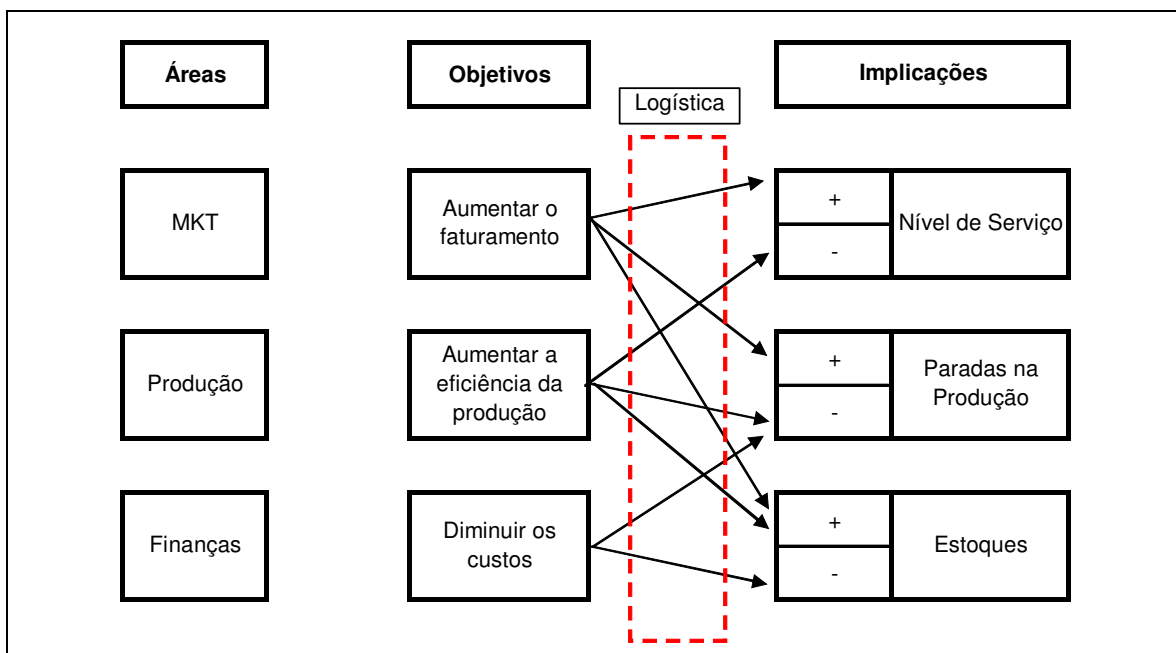 Áreas
Objetivos
Implicações
Logística
MKT
Aumentar o
faturamento
+
-
Nível de Serviço
Produção
Aumentar a
eficiência da
produção
+
-
Paradas na
Produção
Finanças
Diminuir os
custos
+
-
Estoques